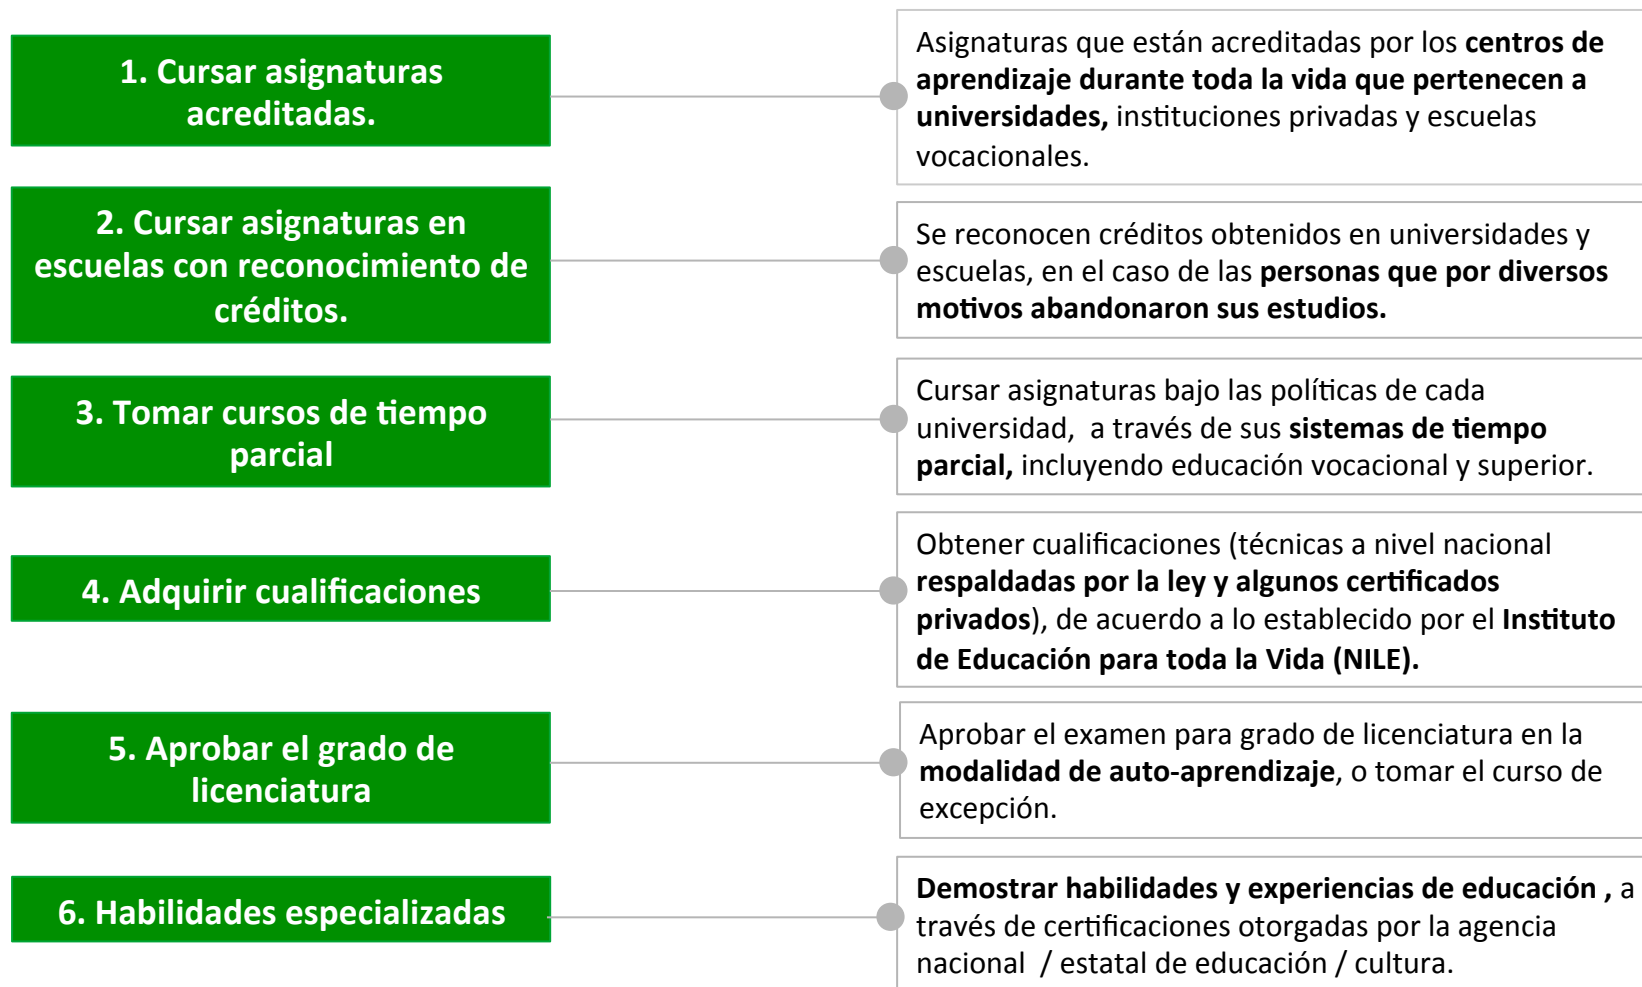 1. Cursar asignaturas
acreditadas.
Asignaturas que están acreditadas por los centros de
aprendizaje durante toda la vida que pertenecen a
universidades, instituciones privadas y escuelas
vocacionales.
2. Cursar asignaturas en
escuelas con reconocimiento de
créditos.
Se reconocen créditos obtenidos en universidades y
escuelas, en el caso de las personas que por diversos
motivos abandonaron sus estudios.
3. Tomar cursos de tiempo
parcial
Cursar asignaturas bajo las políticas de cada
universidad, a través de sus sistemas de tiempo
parcial, incluyendo educación vocacional y superior.
4. Adquirir cualificaciones
Obtener cualificaciones (técnicas a nivel nacional
respaldadas por la ley y algunos certificados
privados), de acuerdo a lo establecido por el Instituto
de Educación para toda la Vida (NILE).
5. Aprobar el grado de
licenciatura
Aprobar el examen para grado de licenciatura en la
modalidad de auto-aprendizaje, o tomar el curso de
excepción.
6. Habilidades especializadas
Demostrar habilidades y experiencias de educación , a
través de certificaciones otorgadas por la agencia
nacional / estatal de educación / cultura.